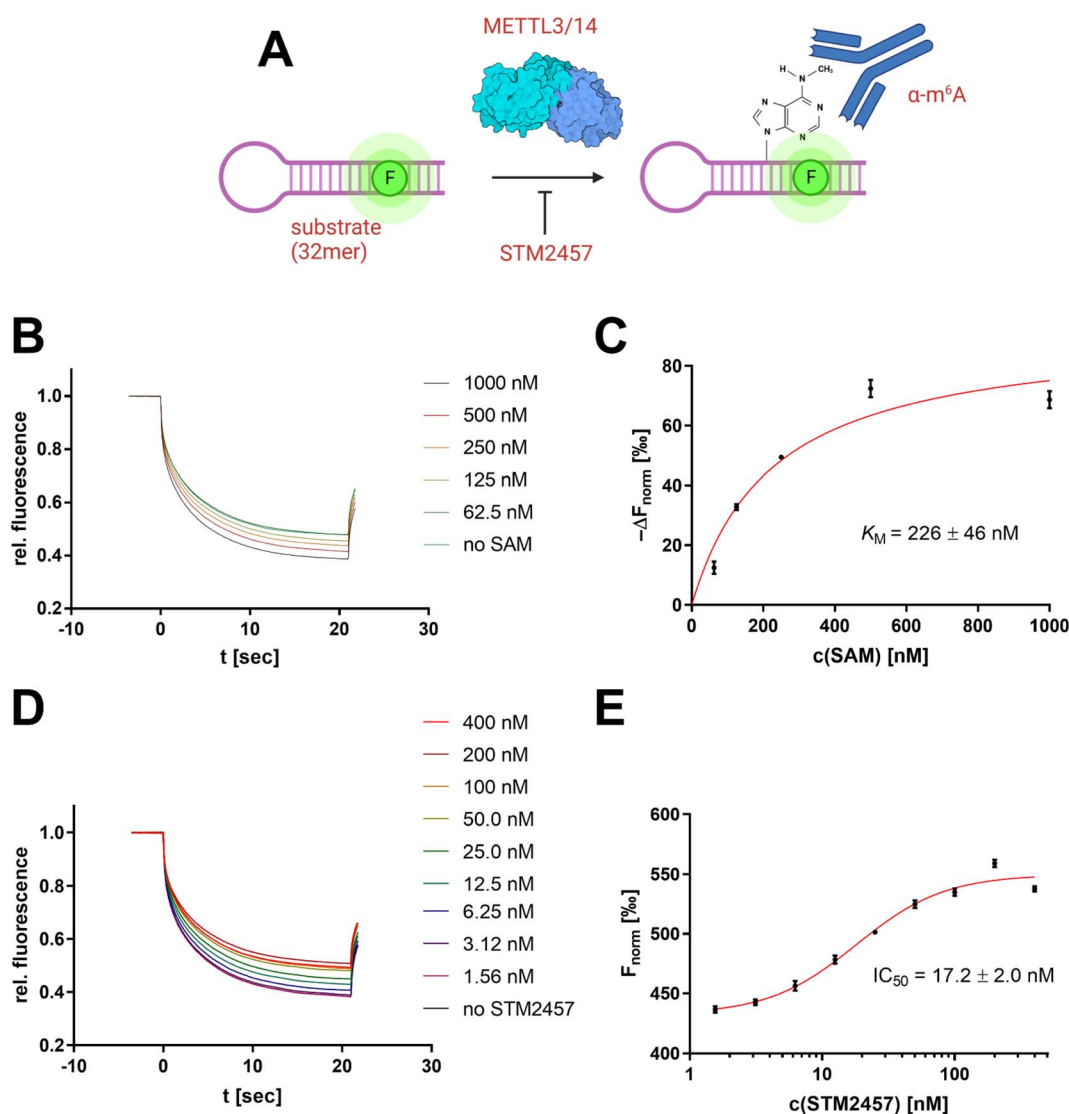 A
METTL3/14
H
N
CH₃
N
N
N
N
α-m⁶A
F
F
substrate
(32mer)
STM2457
B
rel. fluorescence
1.0
0.8
0.6
0.4
0.2
-10
0
10
20
30
t [sec]
1000 nM
500 nM
250 nM
125 nM
62.5 nM
no SAM
C
−ΔFnorm [‰]
80
60
40
20
0
0
200
400
600
800
1000
c(SAM) [nM]
KM = 226 ± 46 nM
D
rel. fluorescence
1.0
0.8
0.6
0.4
0.2
-10
0
10
20
30
t [sec]
400 nM
200 nM
100 nM
50.0 nM
25.0 nM
12.5 nM
6.25 nM
3.12 nM
1.56 nM
no STM2457
E
Fnorm [‰]
600
550
500
450
400
1
10
100
c(STM2457) [nM]
IC50 = 17.2 ± 2.0 nM